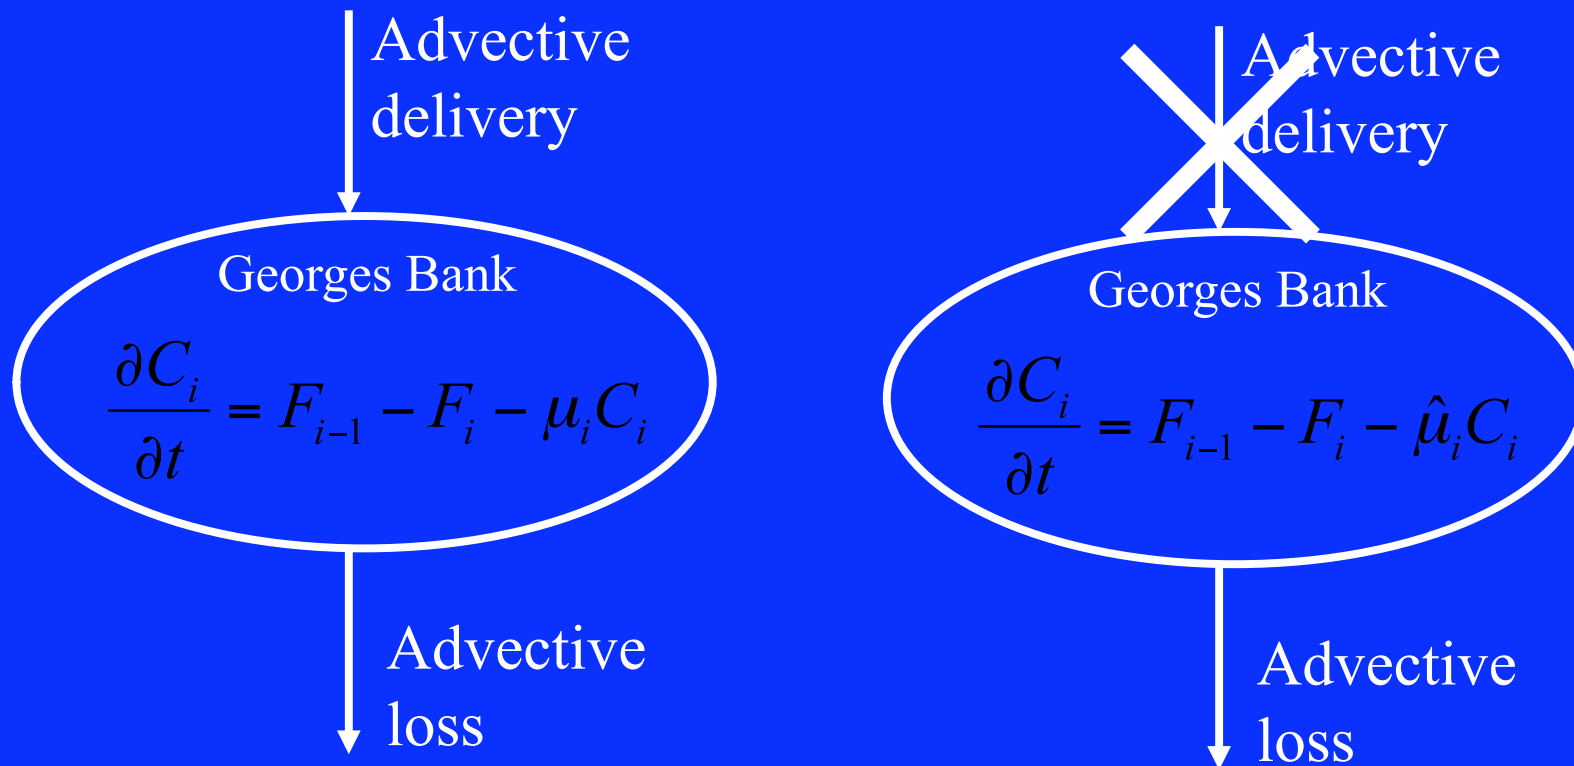 Advective
delivery
Georges Bank
∂C_i/∂t = F_{i−1} − F_i − μ_i C_i
Advective
loss
Advective
delivery
Georges Bank
∂C_i/∂t = F_{i−1} − F_i − μ̂_i C_i
Advective
loss